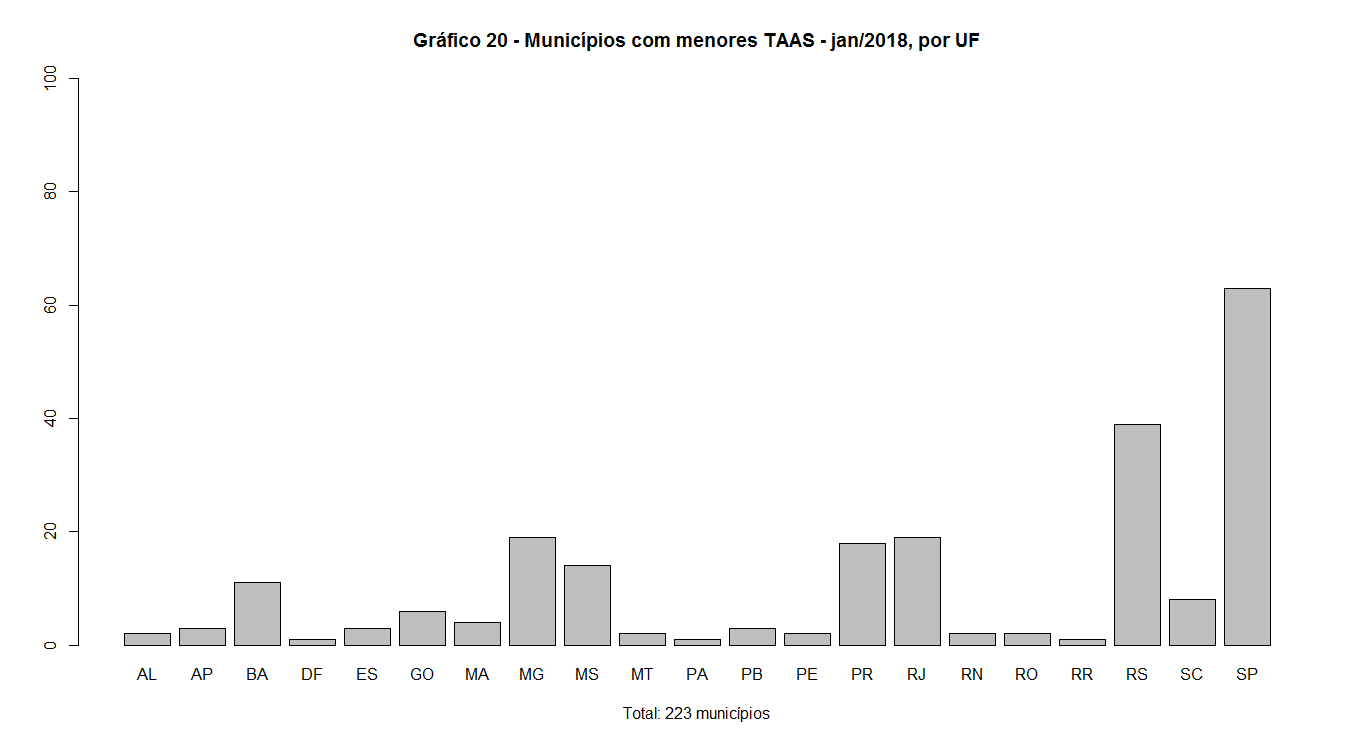 Gráfico 20 - Municípios com menores TAAS - jan/2018, por UF
100
80
60
40
20
0
AL AP BA DF ES GO MA MG MS MT PA PB PE PR RJ RN RO RR RS SC SP
Total: 223 municípios